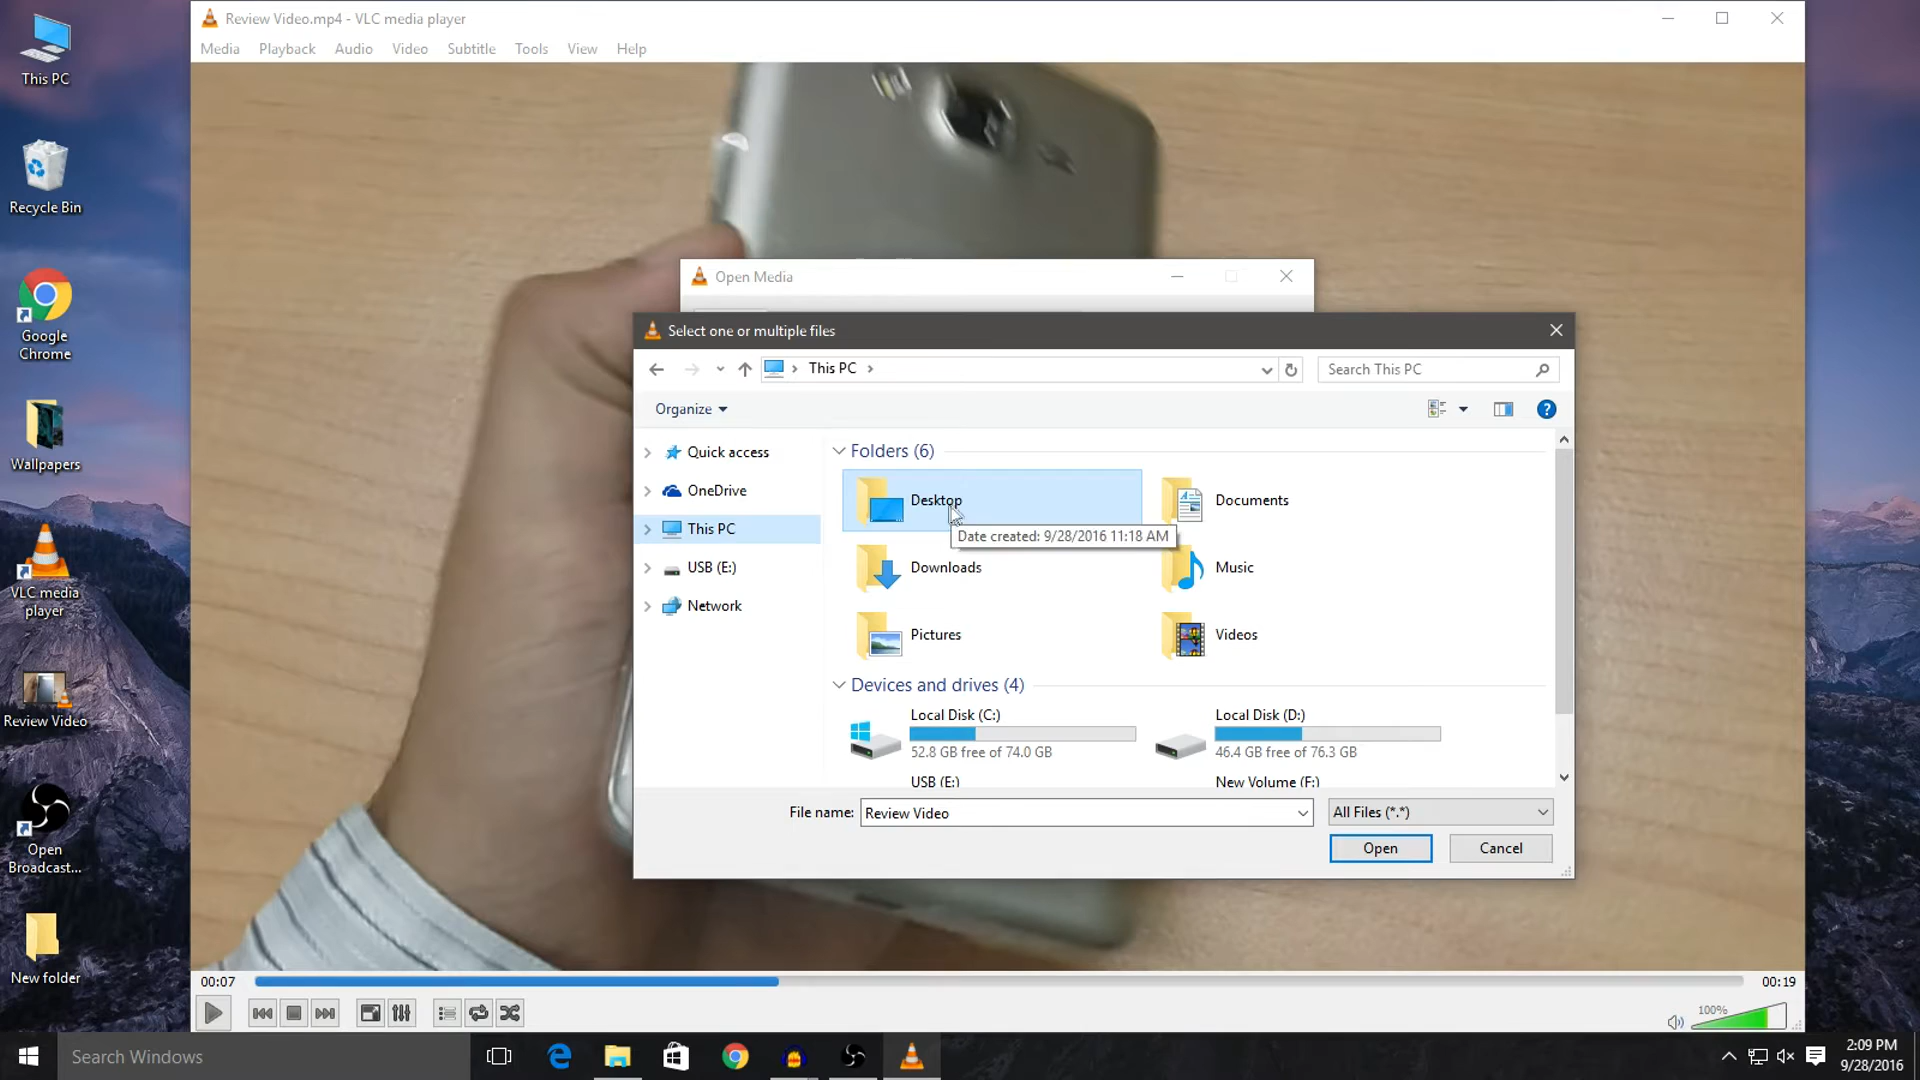 Review Video.mp4 - VLC media player
Media Playback Audio Video Subtitle Tools View Help
This PC
Recycle Bin
Google
Chrome
Wallpapers
VLC media
player
Review Video
Open
Broadcast...
New folder
Open Media
Select one or multiple files
This PC
Search This PC
Organize
Quick access
OneDrive
This PC
USB (E:)
Network
Folders (6)
Desktop
Documents
Date created: 9/28/2016 11:18 AM
Downloads
Music
Pictures
Videos
Devices and drives (4)
Local Disk (C:)
52.8 GB free of 74.0 GB
Local Disk (D:)
46.4 GB free of 76.3 GB
USB (E:)
New Volume (F:)
File name: Review Video
All Files (*.*)
Open
Cancel
00:07
00:19
100%
Search Windows
2:09 PM
9/28/2016